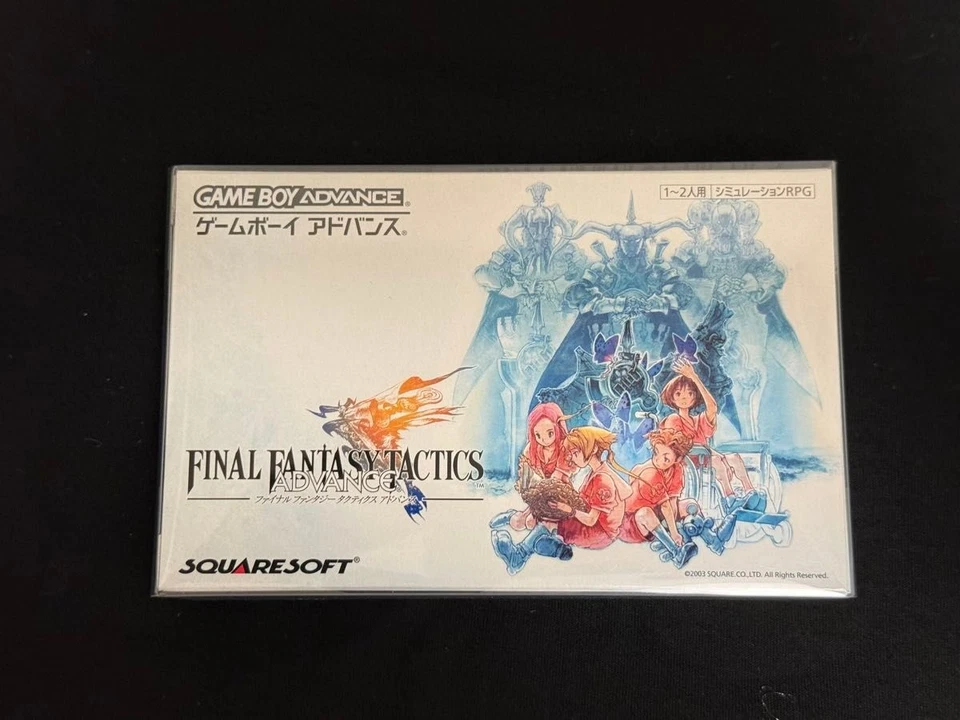 GAME BOY ADVANCE®
ゲームボーイ アドバンス®
1～2人用 シミュレーションRPG
FINAL FANTASY TACTICS
ADVANCE™
ファイナルファンタジータクティクス アドバンス
SQUARESOFT®
©2003 SQUARE.CO.,LTD. All Rights Reserved.